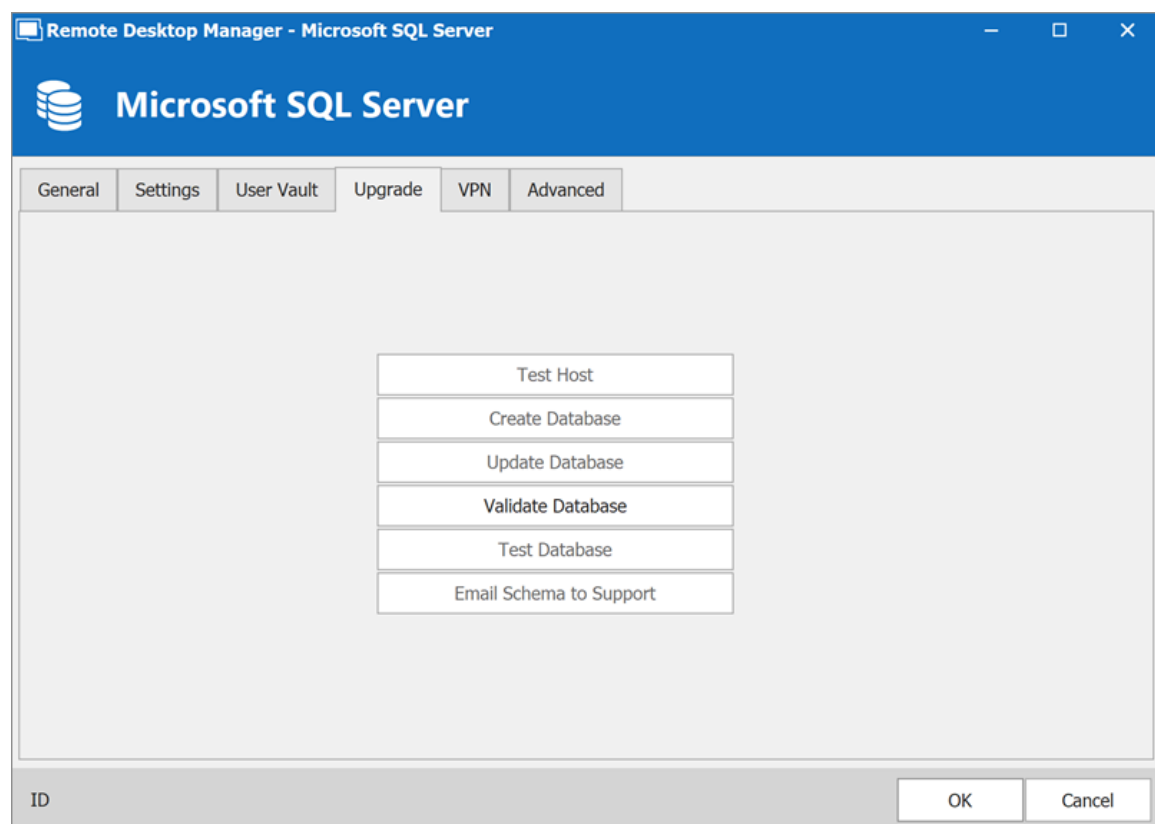 Remote Desktop Manager - Microsoft SQL Server
Microsoft SQL Server
General Settings User Vault Upgrade VPN Advanced
Test Host
Create Database
Update Database
Validate Database
Test Database
Email Schema to Support
ID OK Cancel